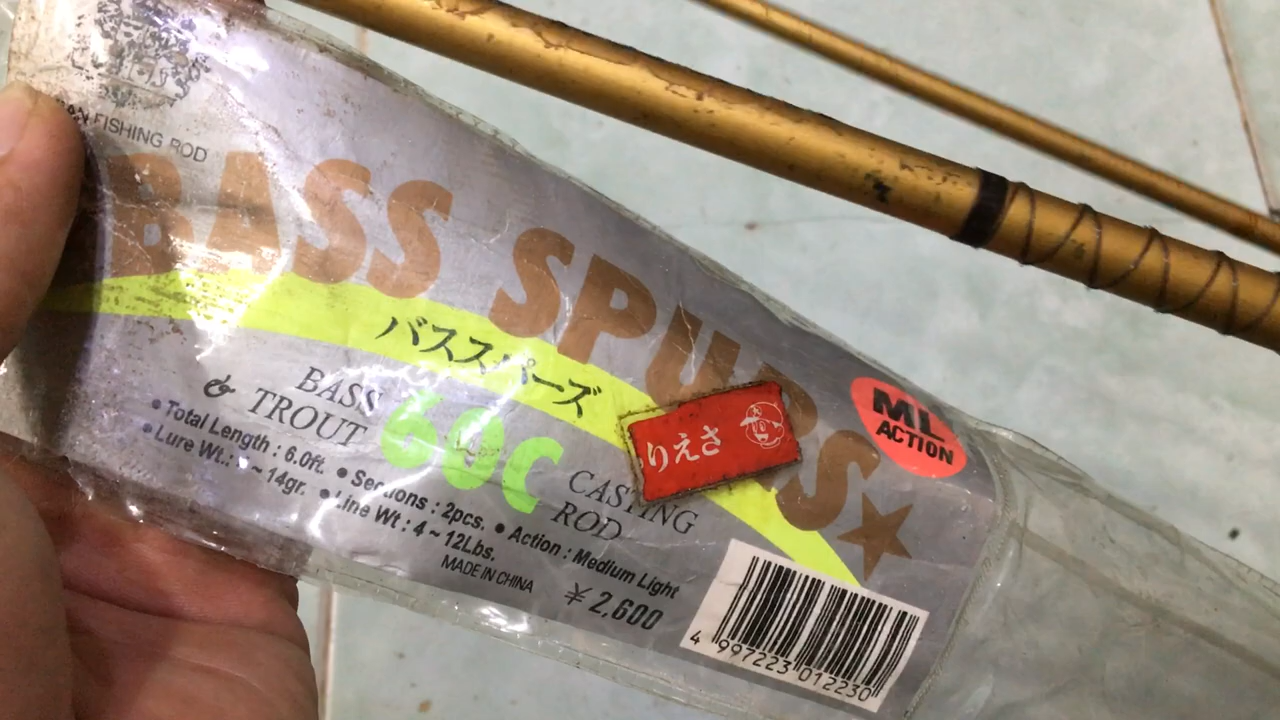 FISHING ROD
BASS SPURS
バススパーズ
BASS
& TROUT
60C
CASTING
ROD
りえさ
ML
ACTION
• Total Length : 6.0ft. • Sections : 2pcs. • Action : Medium Light
• Lure Wt.: ~ 14gr. • Line Wt : 4 ~ 12Lbs.
MADE IN CHINA
¥2,600
4 997223 012230